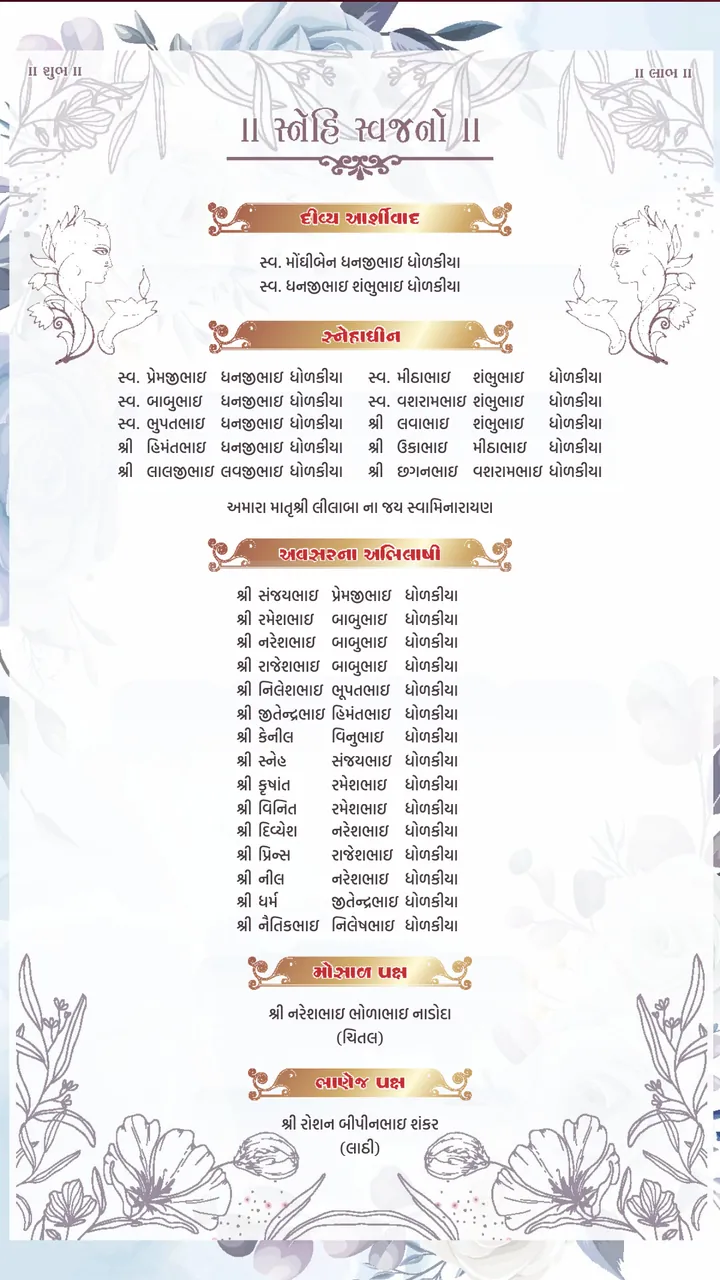 ॥ શુભ ॥
॥ લાભ ॥
॥ સ્નેહિ સ્વજનો ॥
દીવ્ય આર્શીવાદ
સ્વ. મોંઘીબેન ધનજીભાઇ ધોળકીયા
સ્વ. ધનજીભાઇ શંભુભાઇ ધોળકીયા
સ્નેહાધીન
સ્વ. પ્રેમજીભાઇ ધનજીભાઇ ધોળકીયા સ્વ. મીઠાભાઇ શંભુભાઇ ધોળકીયા
સ્વ. બાબુભાઇ ધનજીભાઇ ધોળકીયા સ્વ. વશરામભાઇ શંભુભાઇ ધોળકીયા
સ્વ. ભુપતભાઇ ધનજીભાઇ ધોળકીયા શ્રી લવાભાઇ શંભુભાઇ ધોળકીયા
શ્રી હિમંતભાઇ ધનજીભાઇ ધોળકીયા શ્રી ઉકાભાઇ મીઠાભાઇ ધોળકીયા
શ્રી લાલજીભાઇ લવજીભાઇ ધોળકીયા શ્રી છગનભાઇ વશરામભાઇ ધોળકીયા
અમારા માતૃશ્રી લીલાબા ના જય સ્વામિનારાયણ
અવસરના અભિલાષી
શ્રી સંજયભાઇ પ્રેમજીભાઇ ધોળકીયા
શ્રી રમેશભાઇ બાબુભાઇ ધોળકીયા
શ્રી નરેશભાઇ બાબુભાઇ ધોળકીયા
શ્રી રાજેશભાઇ બાબુભાઇ ધોળકીયા
શ્રી નિલેશભાઇ ભૂપતભાઇ ધોળકીયા
શ્રી જીતેન્દ્રભાઇ હિમંતભાઇ ધોળકીયા
શ્રી કેનીલ વિનુભાઇ ધોળકીયા
શ્રી સ્નેહ સંજયભાઇ ધોળકીયા
શ્રી કૃષાંત રમેશભાઇ ધોળકીયા
શ્રી વિનિત રમેશભાઇ ધોળકીયા
શ્રી દિવ્યેશ નરેશભાઇ ધોળકીયા
શ્રી પ્રિન્સ રાજેશભાઇ ધોળકીયા
શ્રી નીલ નરેશભાઇ ધોળકીયા
શ્રી ધર્મ જીતેન્દ્રભાઇ ધોળકીયા
શ્રી નૈતિકભાઇ નિલેષભાઇ ધોળકીયા
મોસાળ પક્ષ
શ્રી નરેશભાઇ ભોળાભાઇ નાડોદા
(ચિતલ)
ભાણેજ પક્ષ
શ્રી રોશન બીપીનભાઇ શંકર
(લાઠી)